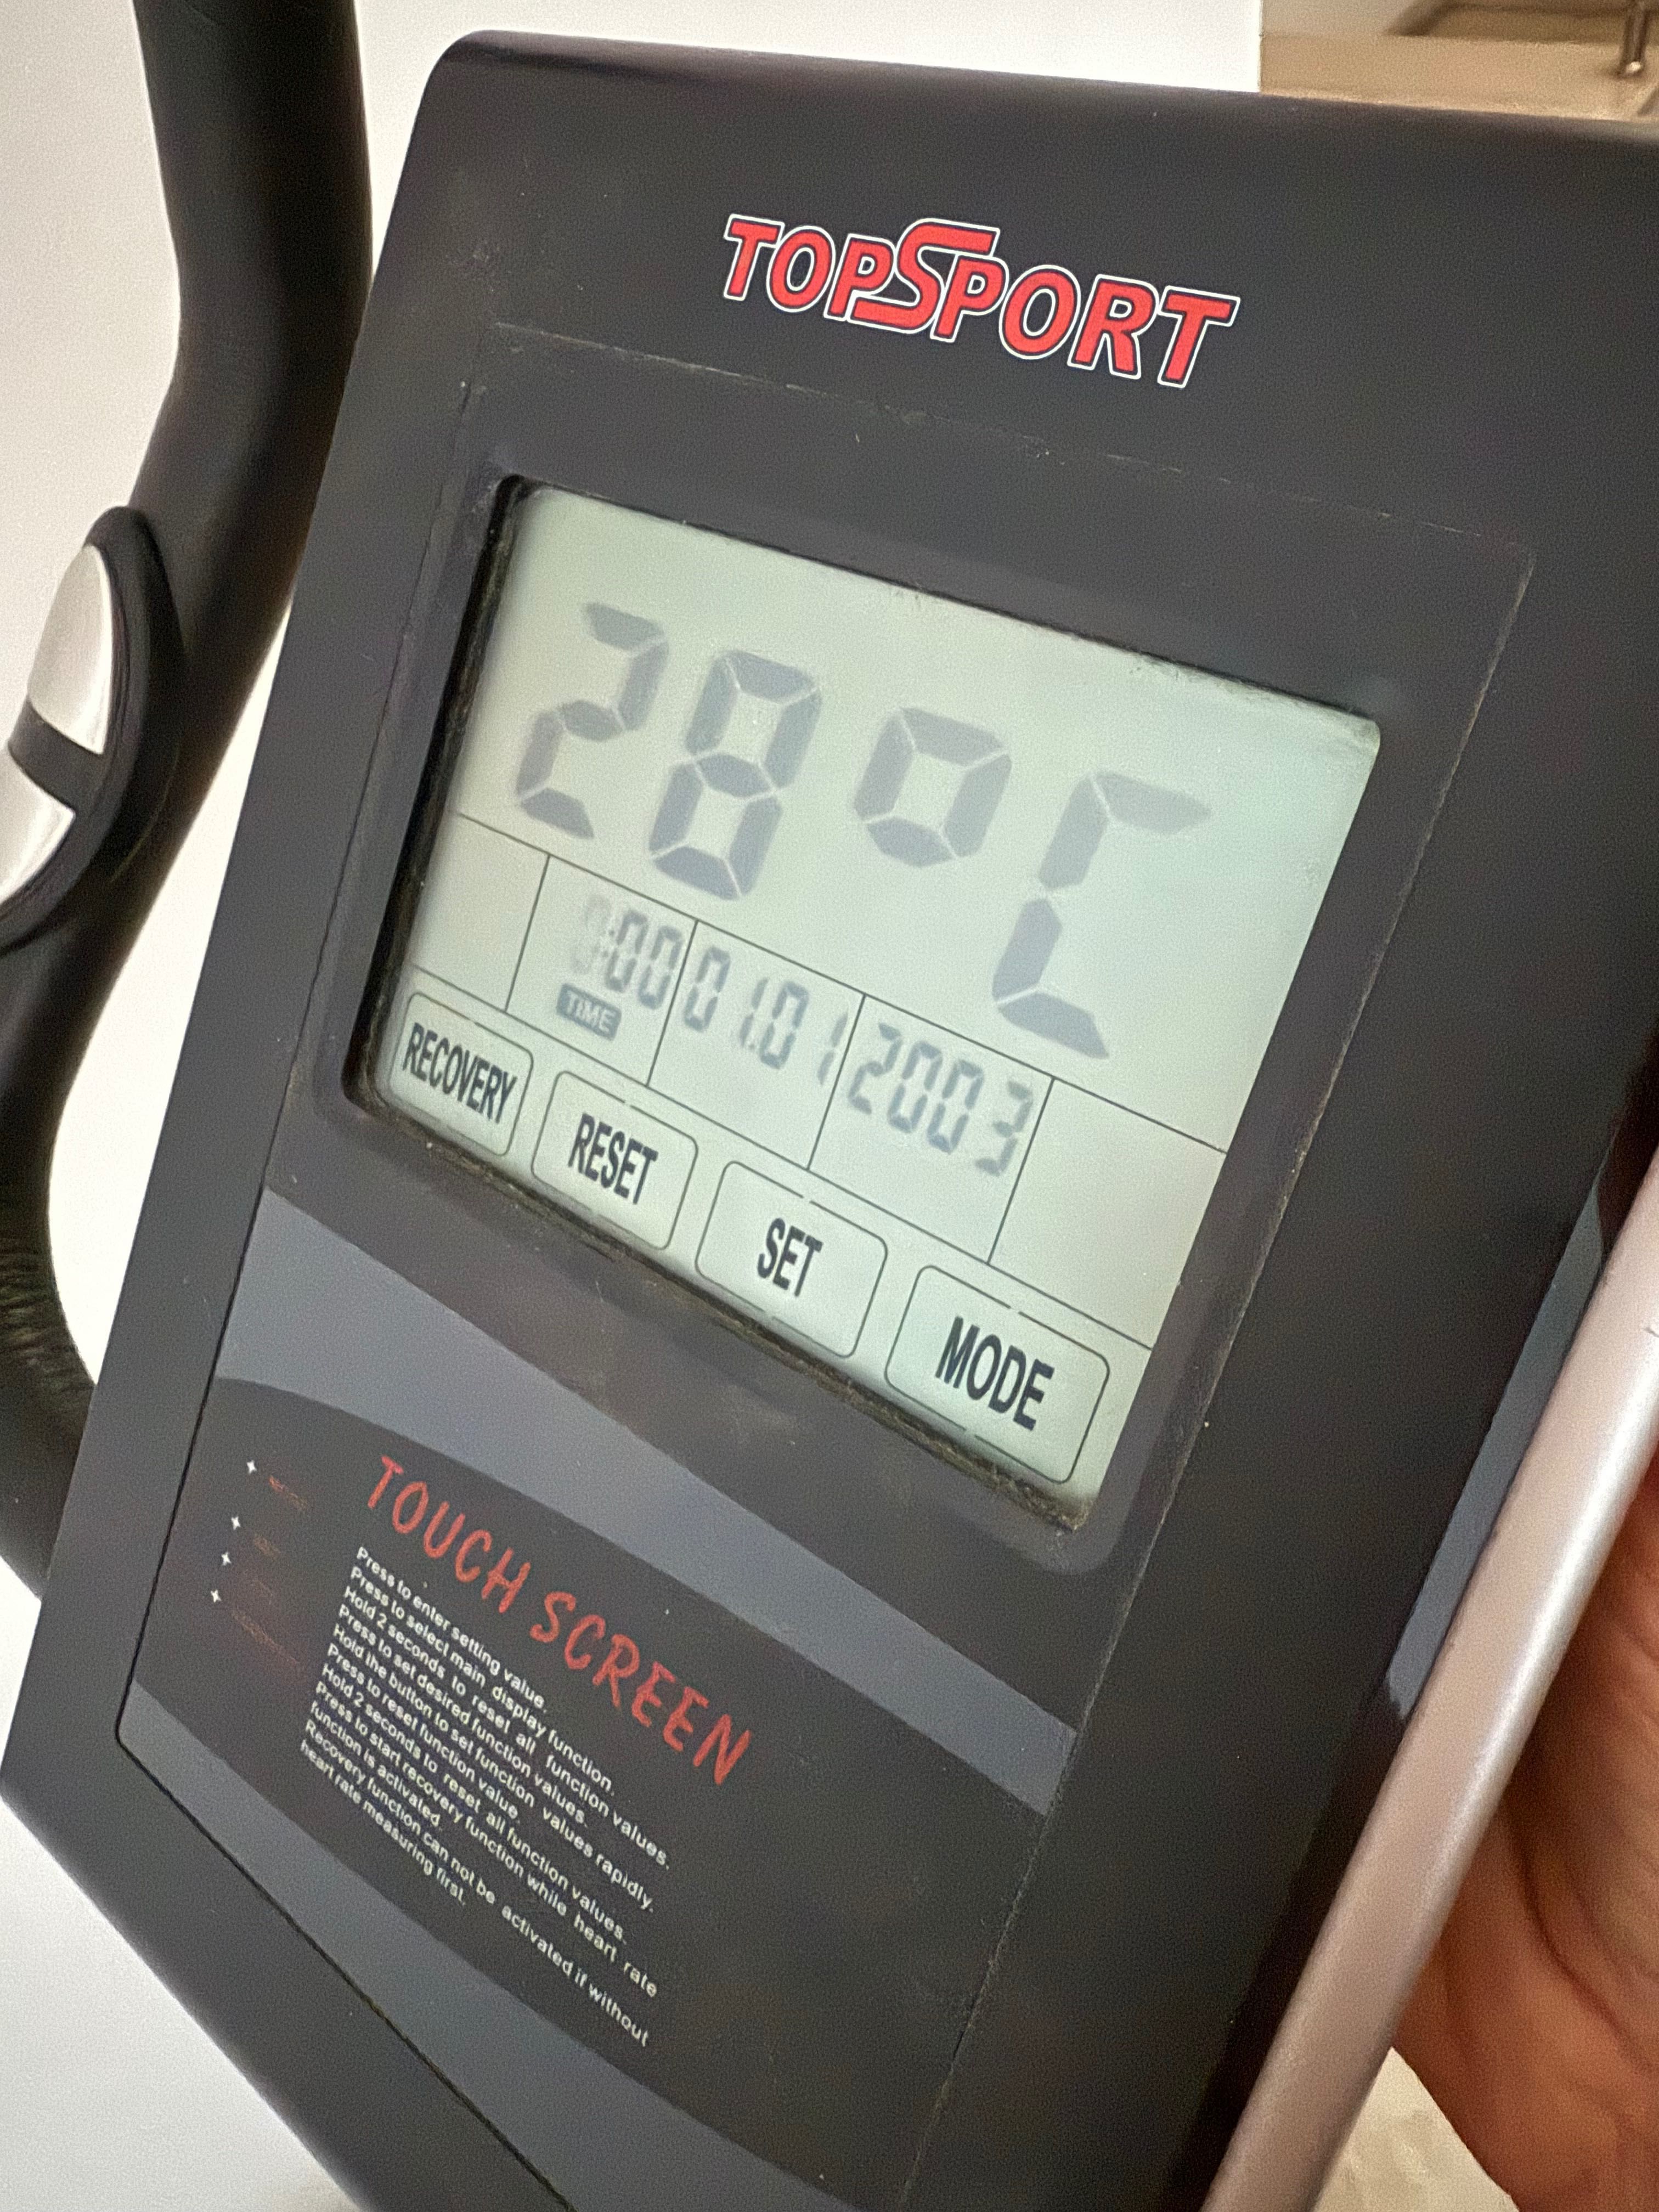 TOPSPORT
28°C
0:00 01.01 2003
TIME
RECOVERY RESET SET MODE
TOUCH SCREEN
Press to enter setting value.
Press to select main display function.
Hold 2 seconds to reset all function values.
Press to set desired function values.
Hold the button to set function values rapidly.
Press to reset function value.
Hold 2 seconds to reset all function values.
Press to start recovery function while heart rate
function is activated.
Recovery function can not be activated if without
heart rate measuring first.